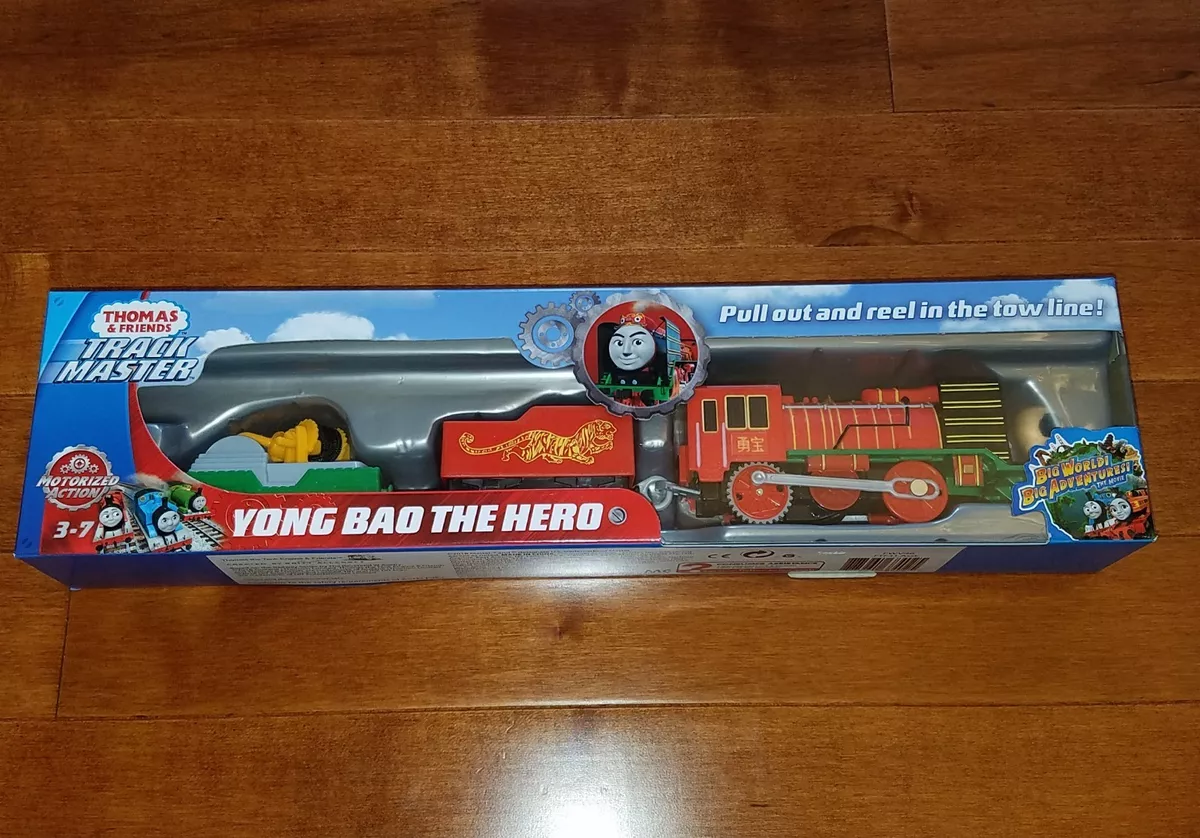 THOMAS
& FRIENDS
TRACK
MASTER
Pull out and reel in the tow line!
勇宝
MOTORIZED
ACTION!
3-7
YONG BAO THE HERO
BIG WORLD!
BIG ADVENTURES!
THE MOVIE
CE